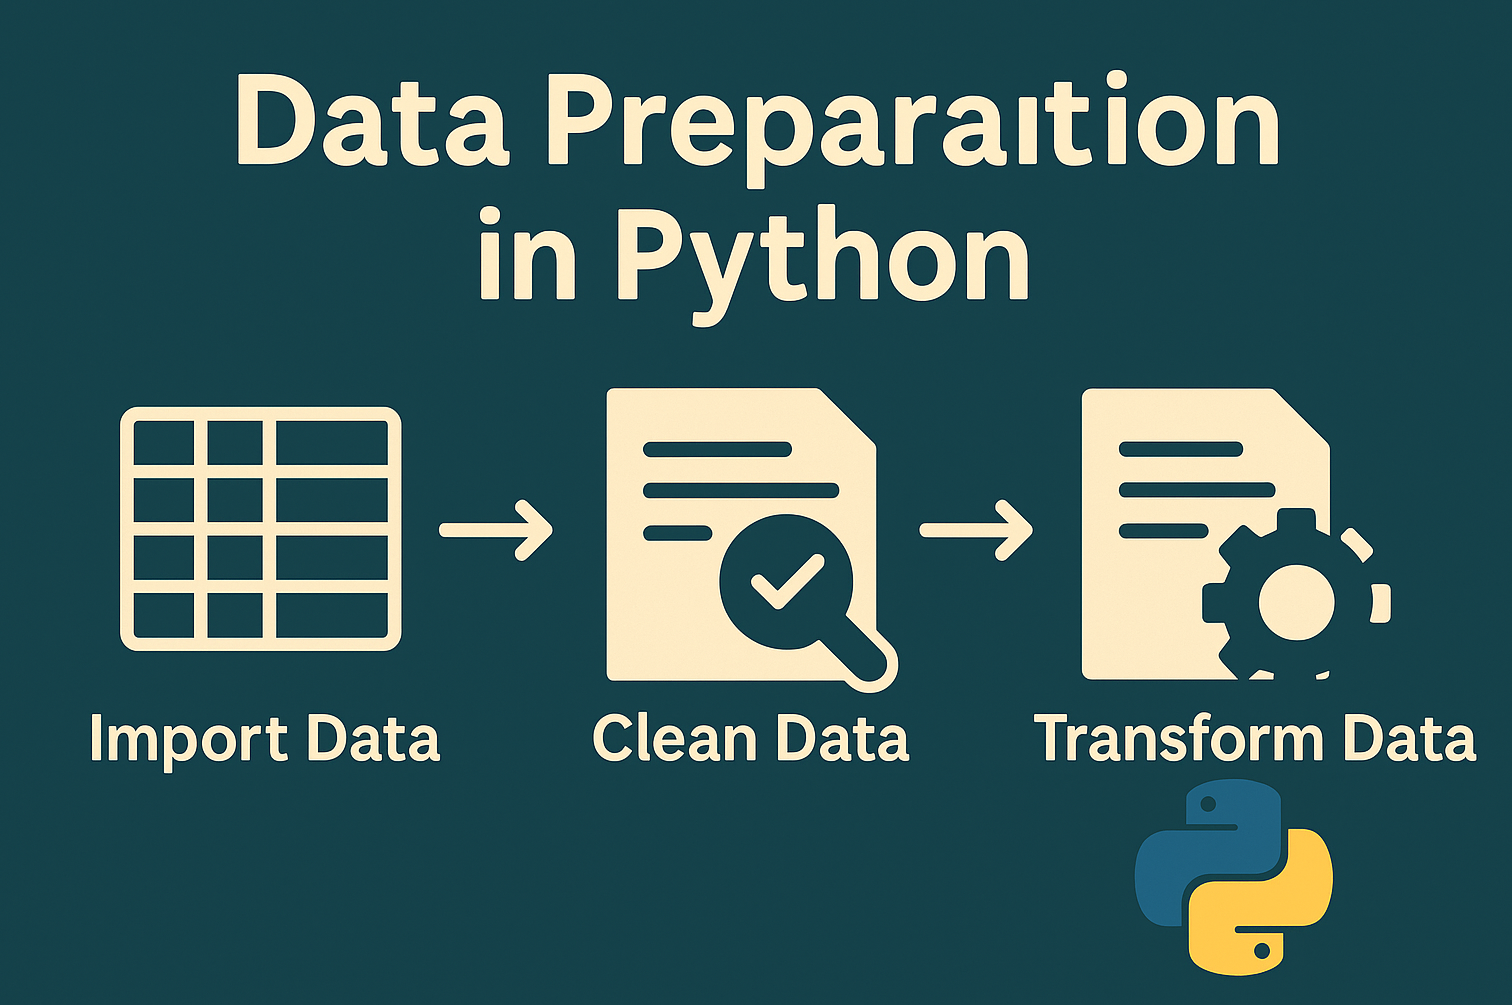 Data Preparaıtion
in Python
Import Data
Clean Data
Transform Data